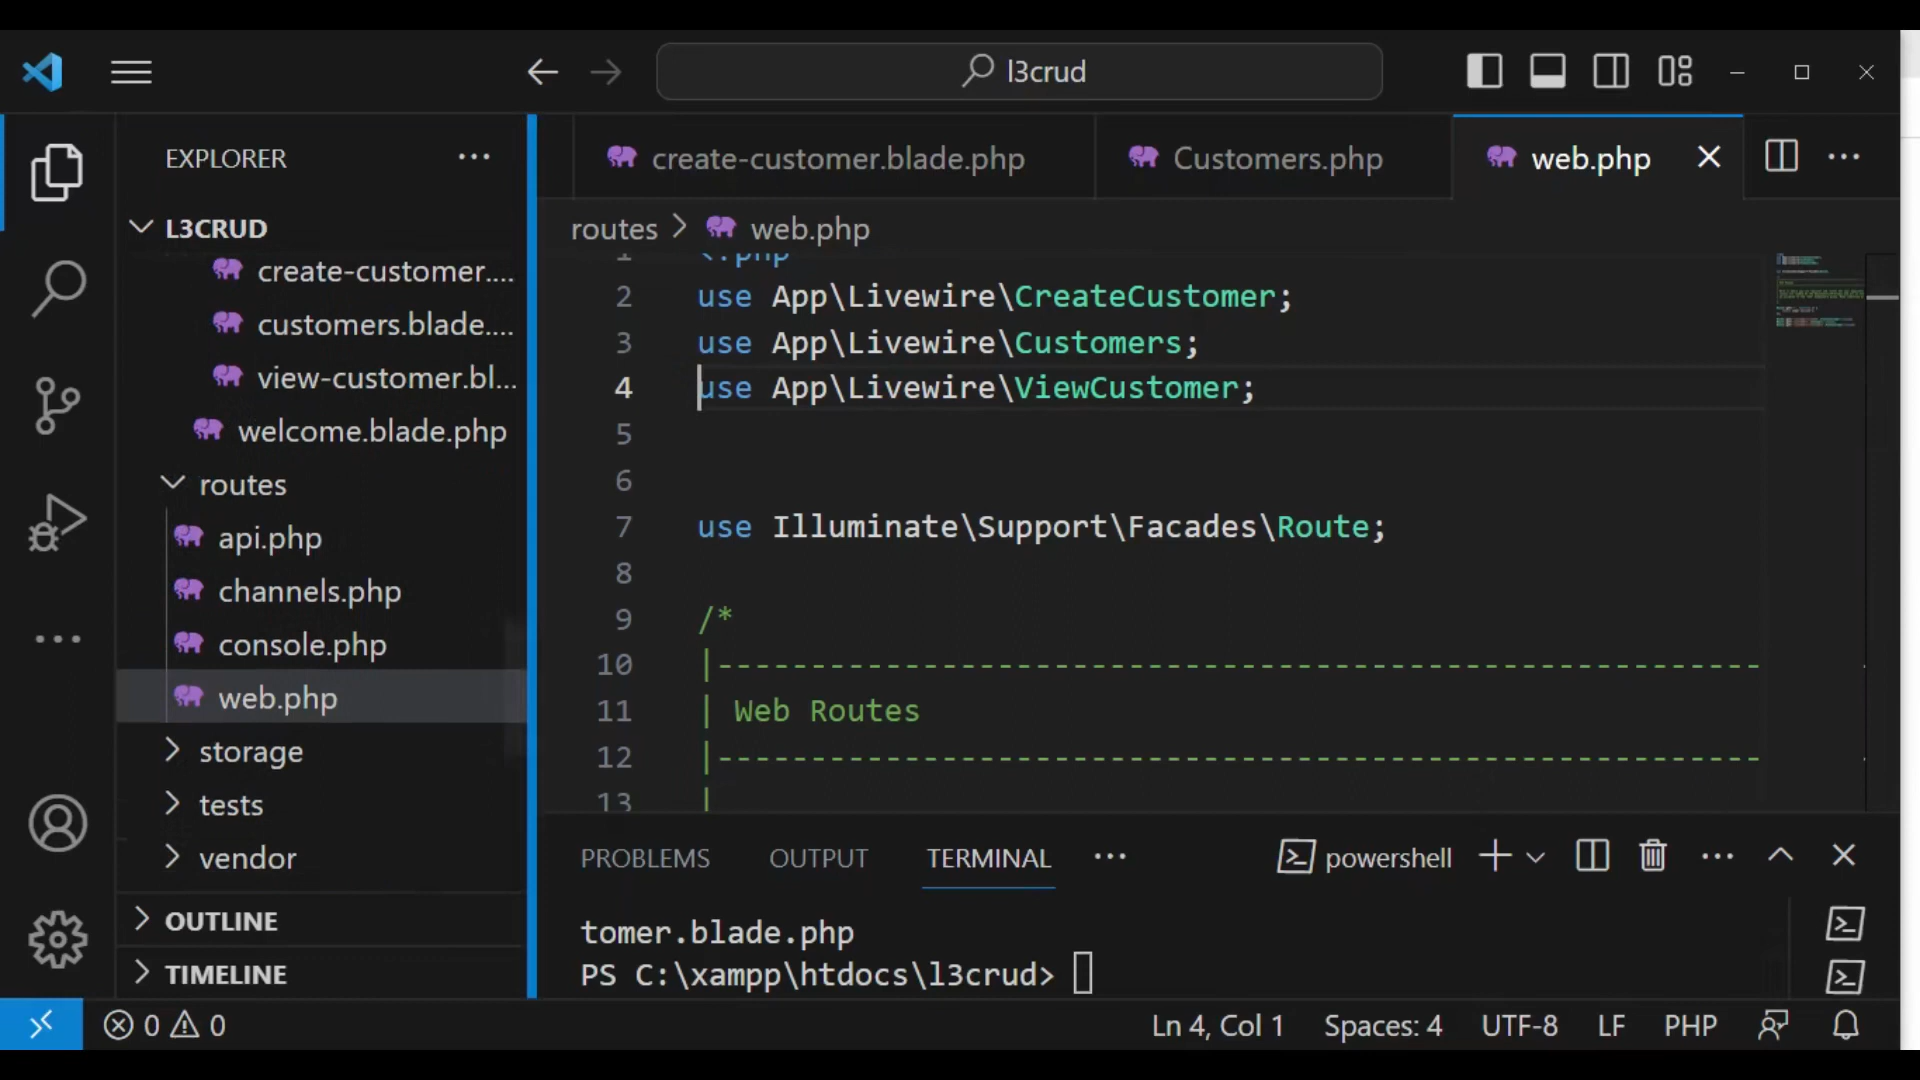 l3crud
EXPLORER
create-customer.blade.php
Customers.php
web.php
L3CRUD
create-customer....
customers.blade....
view-customer.bl...
welcome.blade.php
routes
api.php
channels.php
console.php
web.php
storage
tests
vendor
OUTLINE
TIMELINE
routes > web.php
1 <?php
2 use App\Livewire\CreateCustomer;
3 use App\Livewire\Customers;
4 use App\Livewire\ViewCustomer;
5
6
7 use Illuminate\Support\Facades\Route;
8
9 /*
10 |--------------------------------------------------------
11 | Web Routes
12 |--------------------------------------------------------
13 |
PROBLEMS OUTPUT TERMINAL ... powershell
tomer.blade.php
PS C:\xampp\htdocs\l3crud>
0 0 Ln 4, Col 1 Spaces: 4 UTF-8 LF PHP